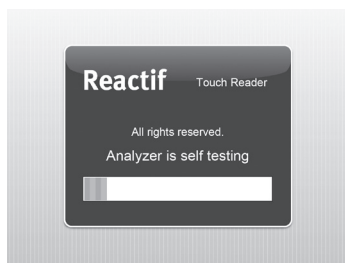 Reactif Touch Reader
All rights reserved.
Analyzer is self testing